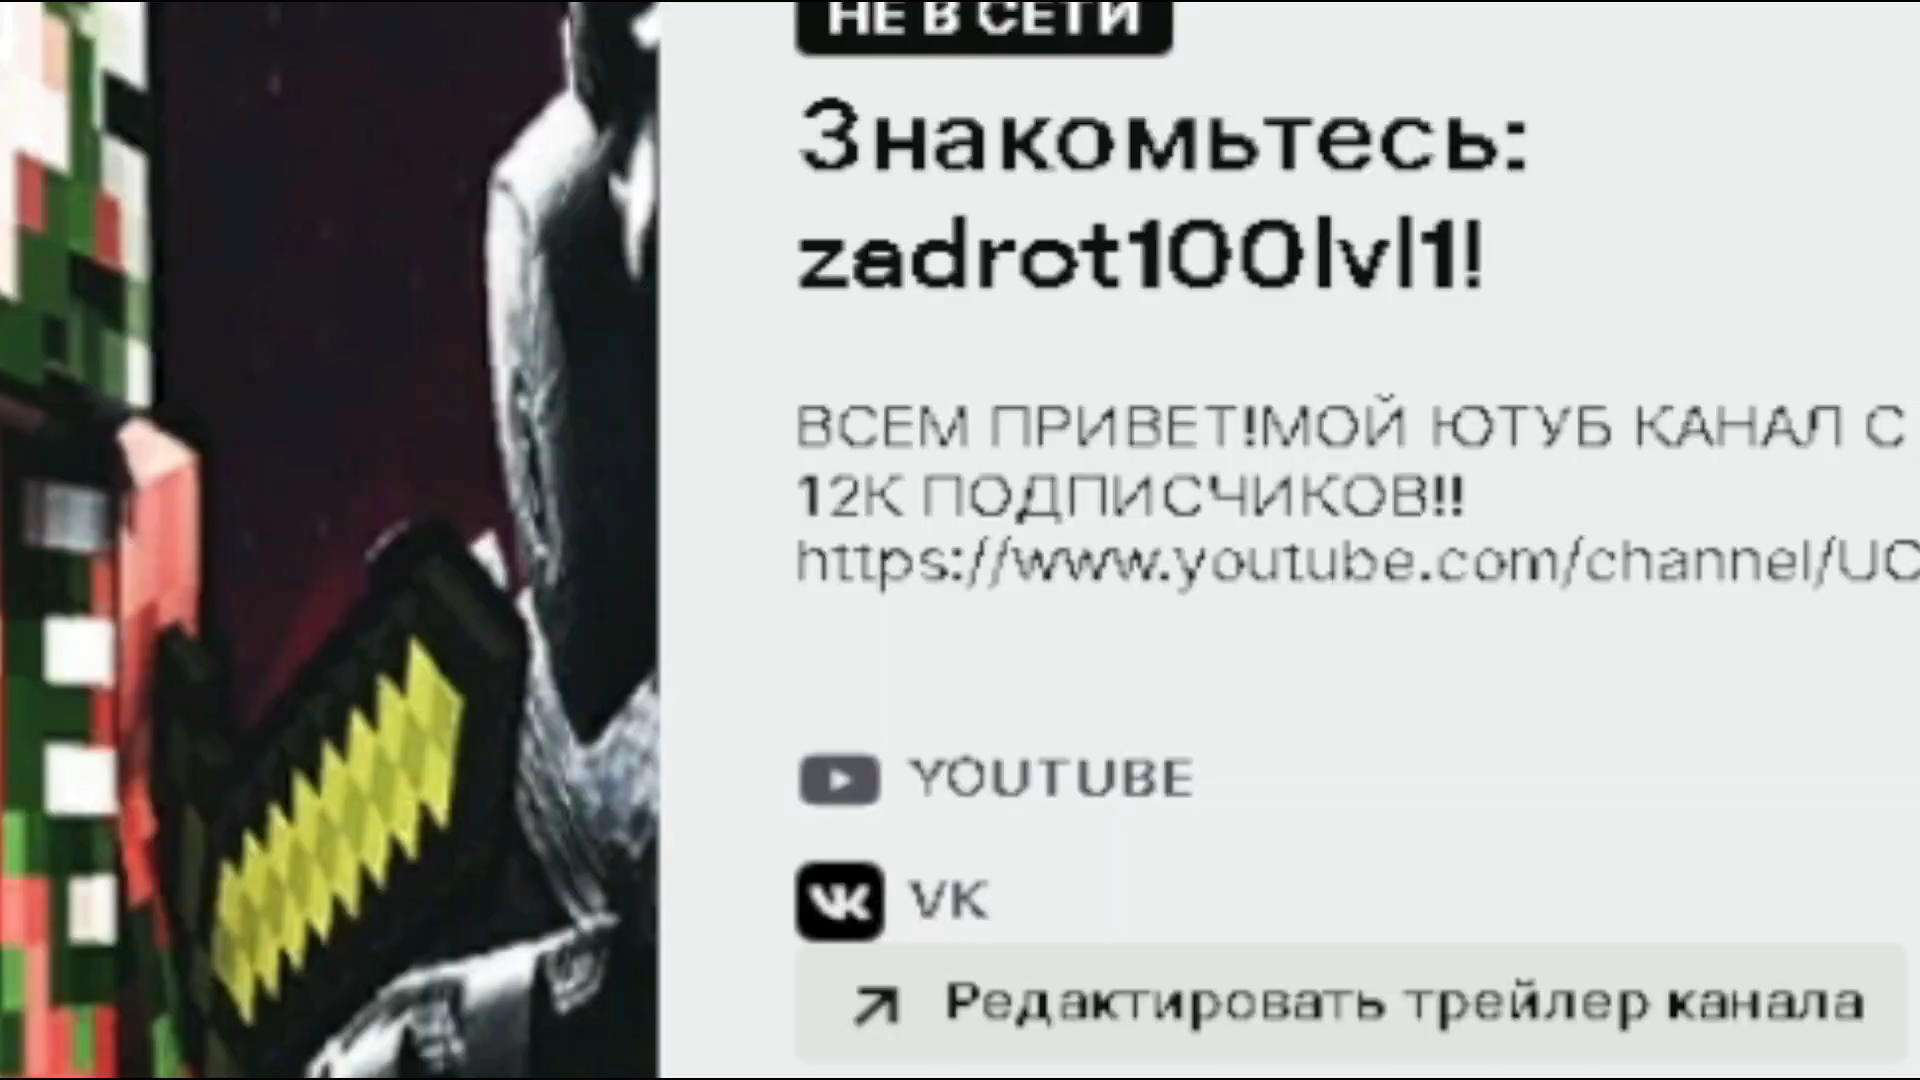 НЕ В СЕТИ
Знакомьтесь:
zadrot100lvl1!
ВСЕМ ПРИВЕТ!МОЙ ЮТУБ КАНАЛ С
12К ПОДПИСЧИКОВ!!
https://www.youtube.com/channel/UC
YOUTUBE
VK
Редактировать трейлер канала